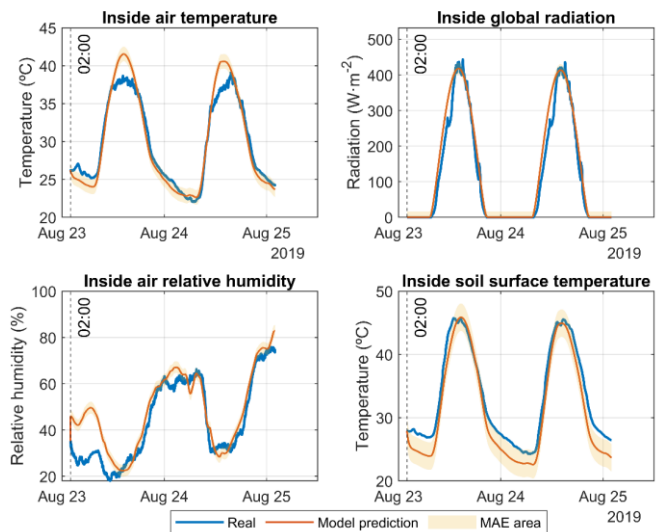 Inside air temperature
45
40
35
30
25
20
Temperature (ºC)
02:00
Aug 23
Aug 24
Aug 25
2019
Inside global radiation
500
400
300
200
100
0
Radiation (W·m-2)
02:00
Aug 23
Aug 24
Aug 25
2019
Inside air relative humidity
100
80
60
40
20
Relative humidity (%)
02:00
Aug 23
Aug 24
Aug 25
Inside soil surface temperature
50
40
30
20
Temperature (ºC)
02:00
Aug 23
Aug 24
Aug 25
2019
Real
Model prediction
MAE area